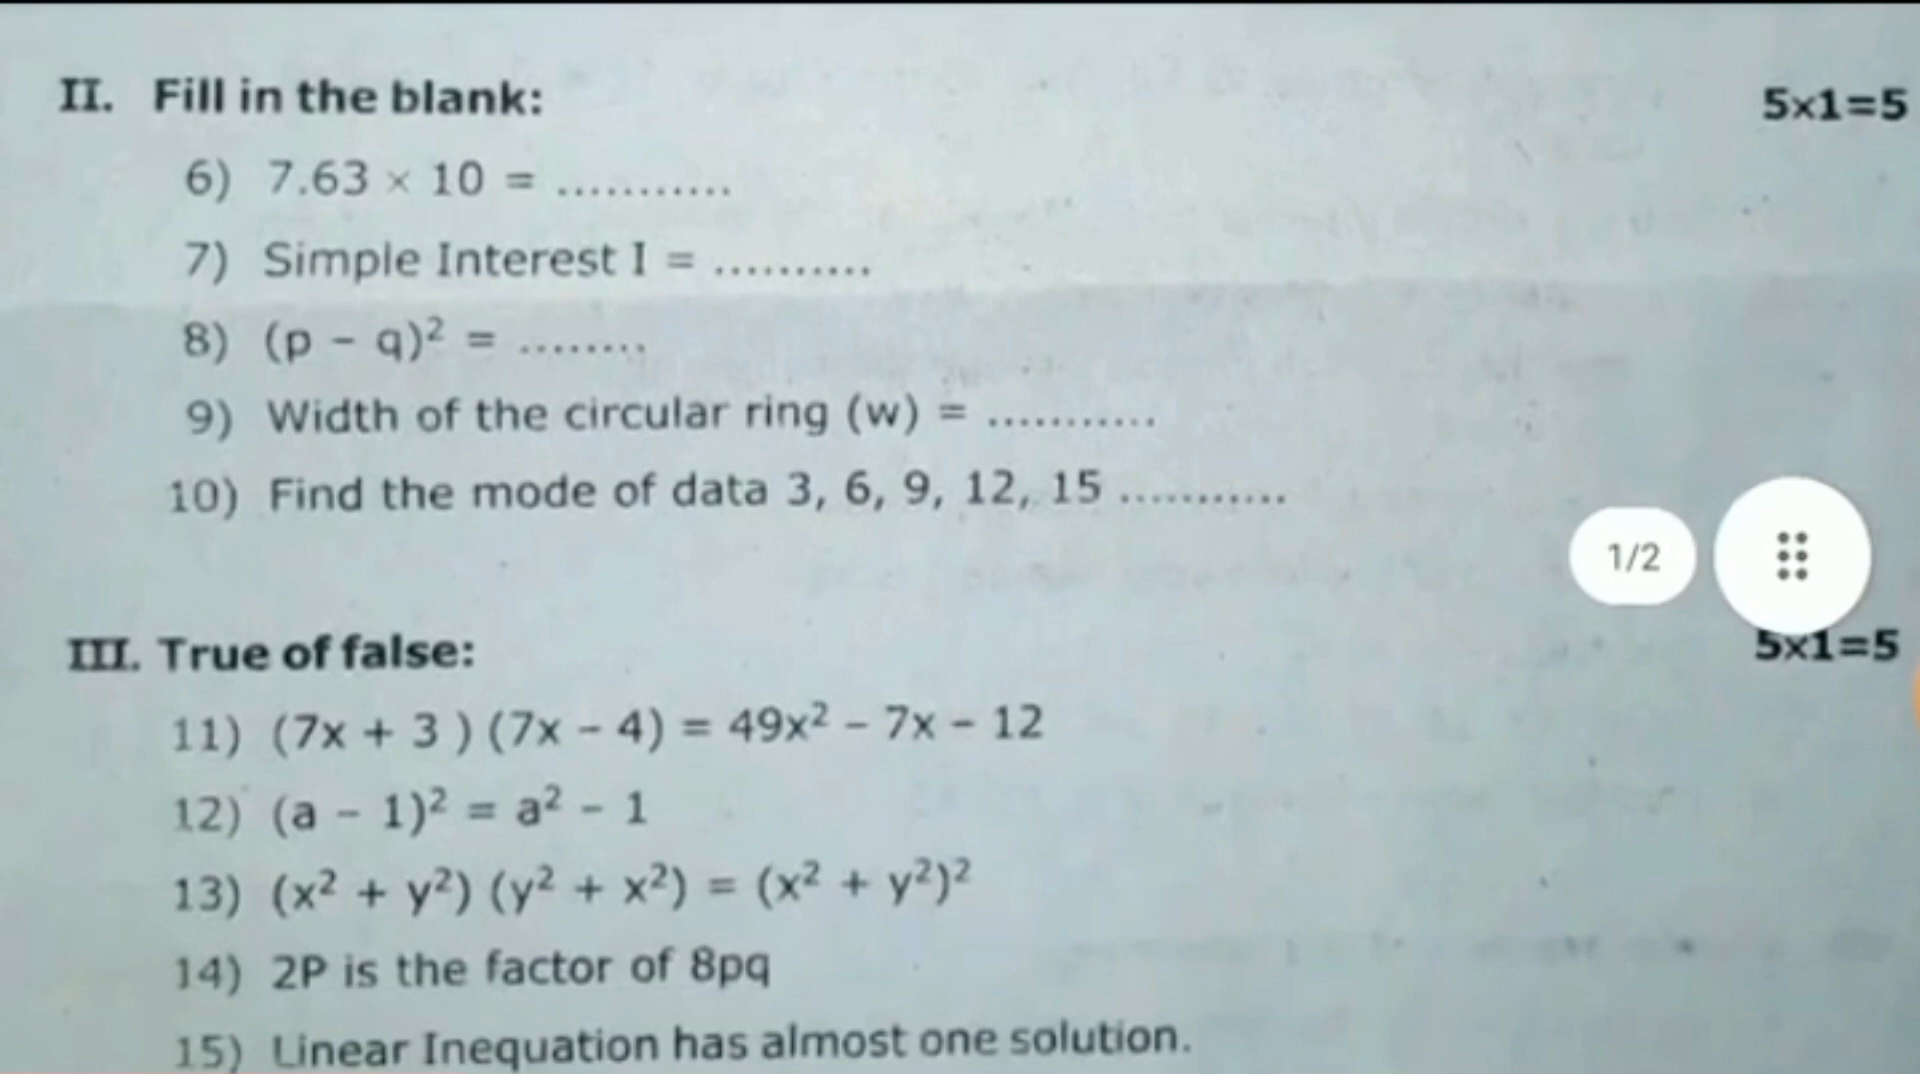 II. Fill in the blank: 5×1=5
6) 7.63 × 10 = ...........
7) Simple Interest I = ..........
8) (p – q)² = ........
9) Width of the circular ring (w) = ...........
10) Find the mode of data 3, 6, 9, 12, 15 ...........
1/2
III. True of false: 5×1=5
11) (7x + 3 ) (7x – 4) = 49x² – 7x – 12
12) (a – 1)² = a² – 1
13) (x² + y²) (y² + x²) = (x² + y²)²
14) 2P is the factor of 8pq
15) Linear Inequation has almost one solution.